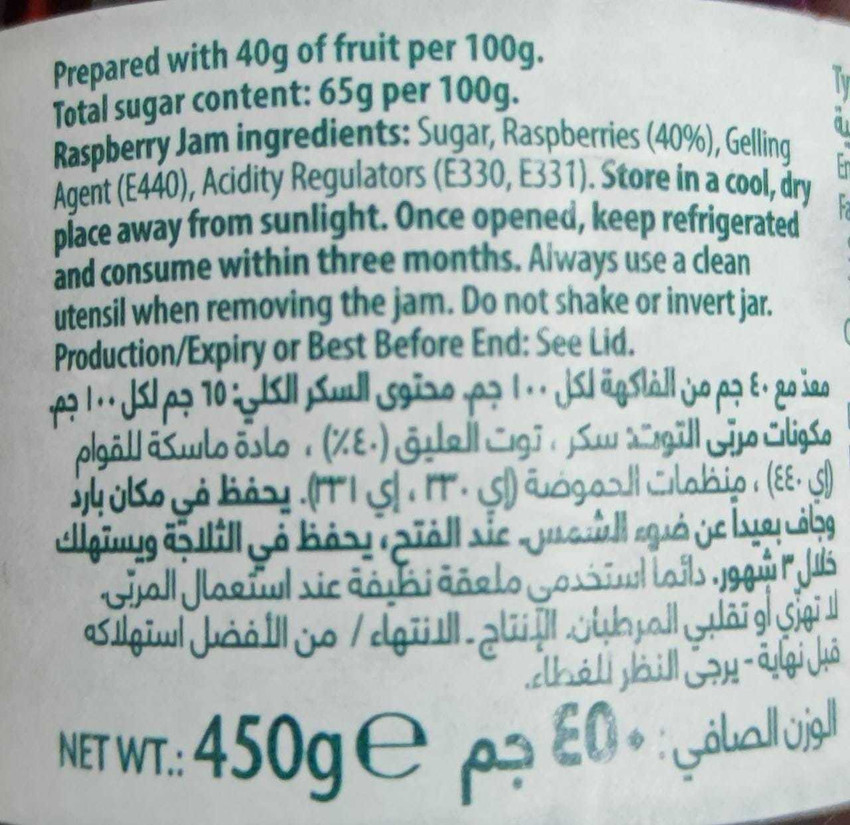 Prepared with 40g of fruit per 100g.
Total sugar content: 65g per 100g.
Raspberry Jam ingredients: Sugar, Raspberries (40%), Gelling
Agent (E440), Acidity Regulators (E330, E331). Store in a cool, dry
place away from sunlight. Once opened, keep refrigerated
and consume within three months. Always use a clean
utensil when removing the jam. Do not shake or invert jar.
Production/Expiry or Best Before End: See Lid.
معدّ مع ٤٠ جم من الفاكهة لكل ١٠٠ جم. محتوى السكر الكلي: ٦٥ جم لكل ١٠٠ جم.
مكونات مربّى التوت: سكر، توت العليق (٤٠٪)، مادة ماسكة للقوام
(إي ٤٤٠)، منظمات الحموضة (إي ٣٣٠، إي ٣٣١). يحفظ في مكان بارد
وجاف بعيداً عن ضوء الشمس. عند الفتح، يحفظ في الثلاجة ويستهلك
خلال ٣ شهور. دائماً استخدمي ملعقة نظيفة عند استعمال المربّى.
لا تهزّي أو تقلبي المرطبان. الإنتاج. الانتهاء / من الأفضل استهلاكه
قبل نهاية - يرجى النظر للغطاء.
NET WT.: 450g e الوزن الصافي: ٤٥٠ جم
Ty
En
Fa